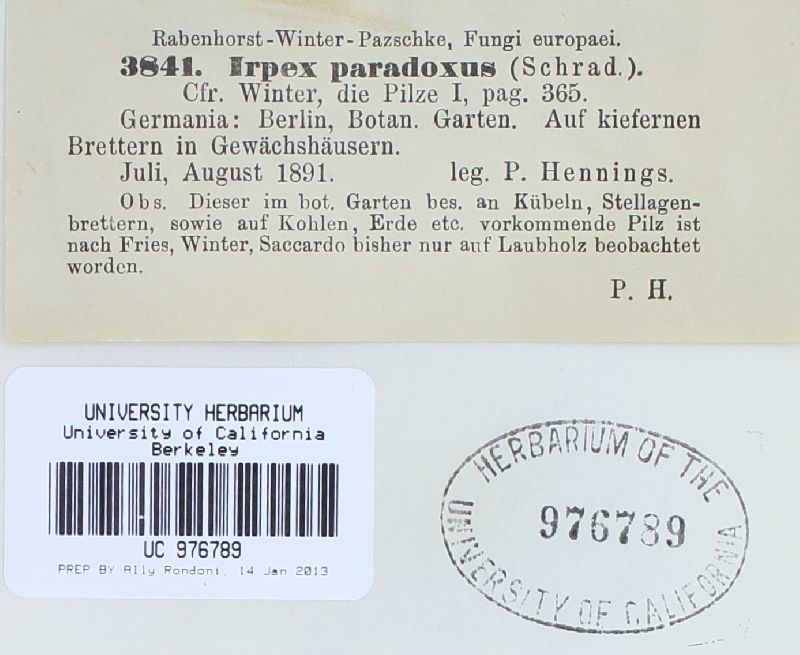 Rabenhorst-Winter-Pazschke, Fungi europaei.
3841. Irpex paradoxus (Schrad.).
Cfr. Winter, die Pilze I, pag. 365.
Germania: Berlin, Botan. Garten. Auf kiefernen
Brettern in Gewächshäusern.
Juli, August 1891. leg. P. Hennings.
Obs. Dieser im bot. Garten bes. an Kübeln, Stellagen-
brettern, sowie auf Kohlen, Erde etc. vorkommende Pilz ist
nach Fries, Winter, Saccardo bisher nur auf Laubholz beobachtet
worden.
P. H.
UNIVERSITY HERBARIUM
University of California
Berkeley
UC 976789
PREP BY Ally Rondoni, 14 Jan 2013
HERBARIUM OF THE
976789
UNIVERSITY OF CALIFORNIA